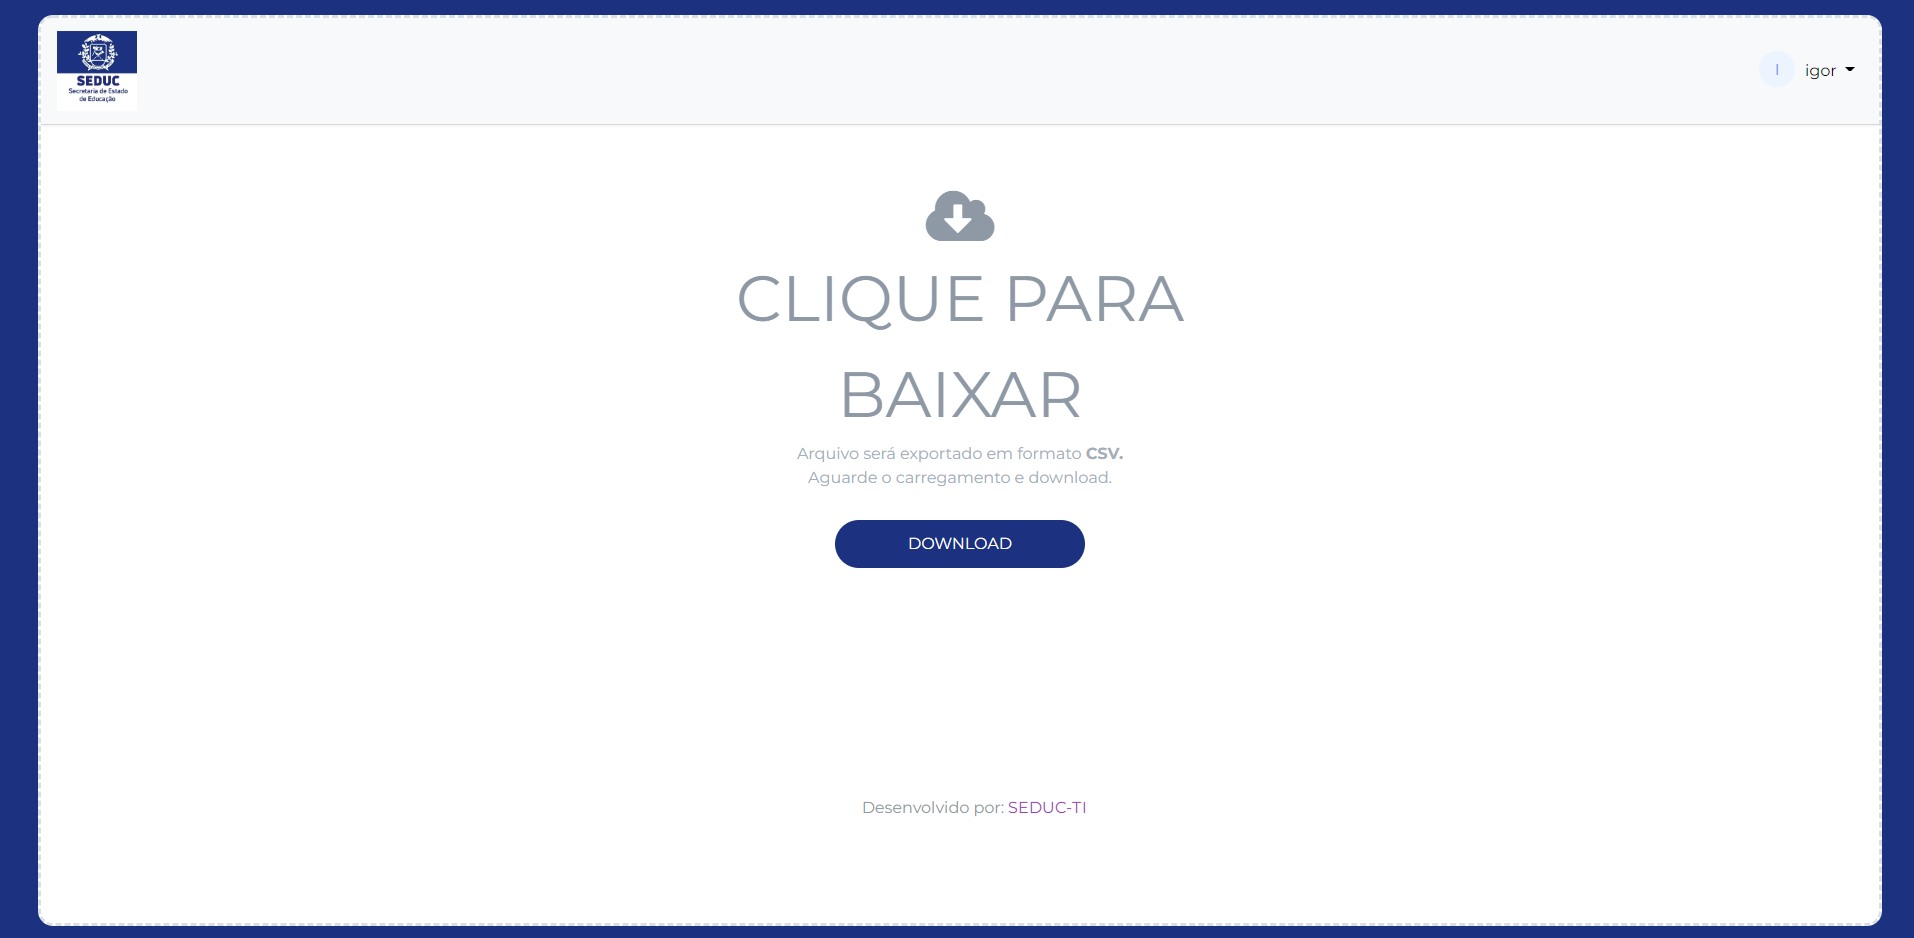 SEDUC
Secretaria de Estado
de Educação
I
igor
CLIQUE PARA
BAIXAR
Arquivo será exportado em formato CSV.
Aguarde o carregamento e download.
DOWNLOAD
Desenvolvido por: SEDUC-TI